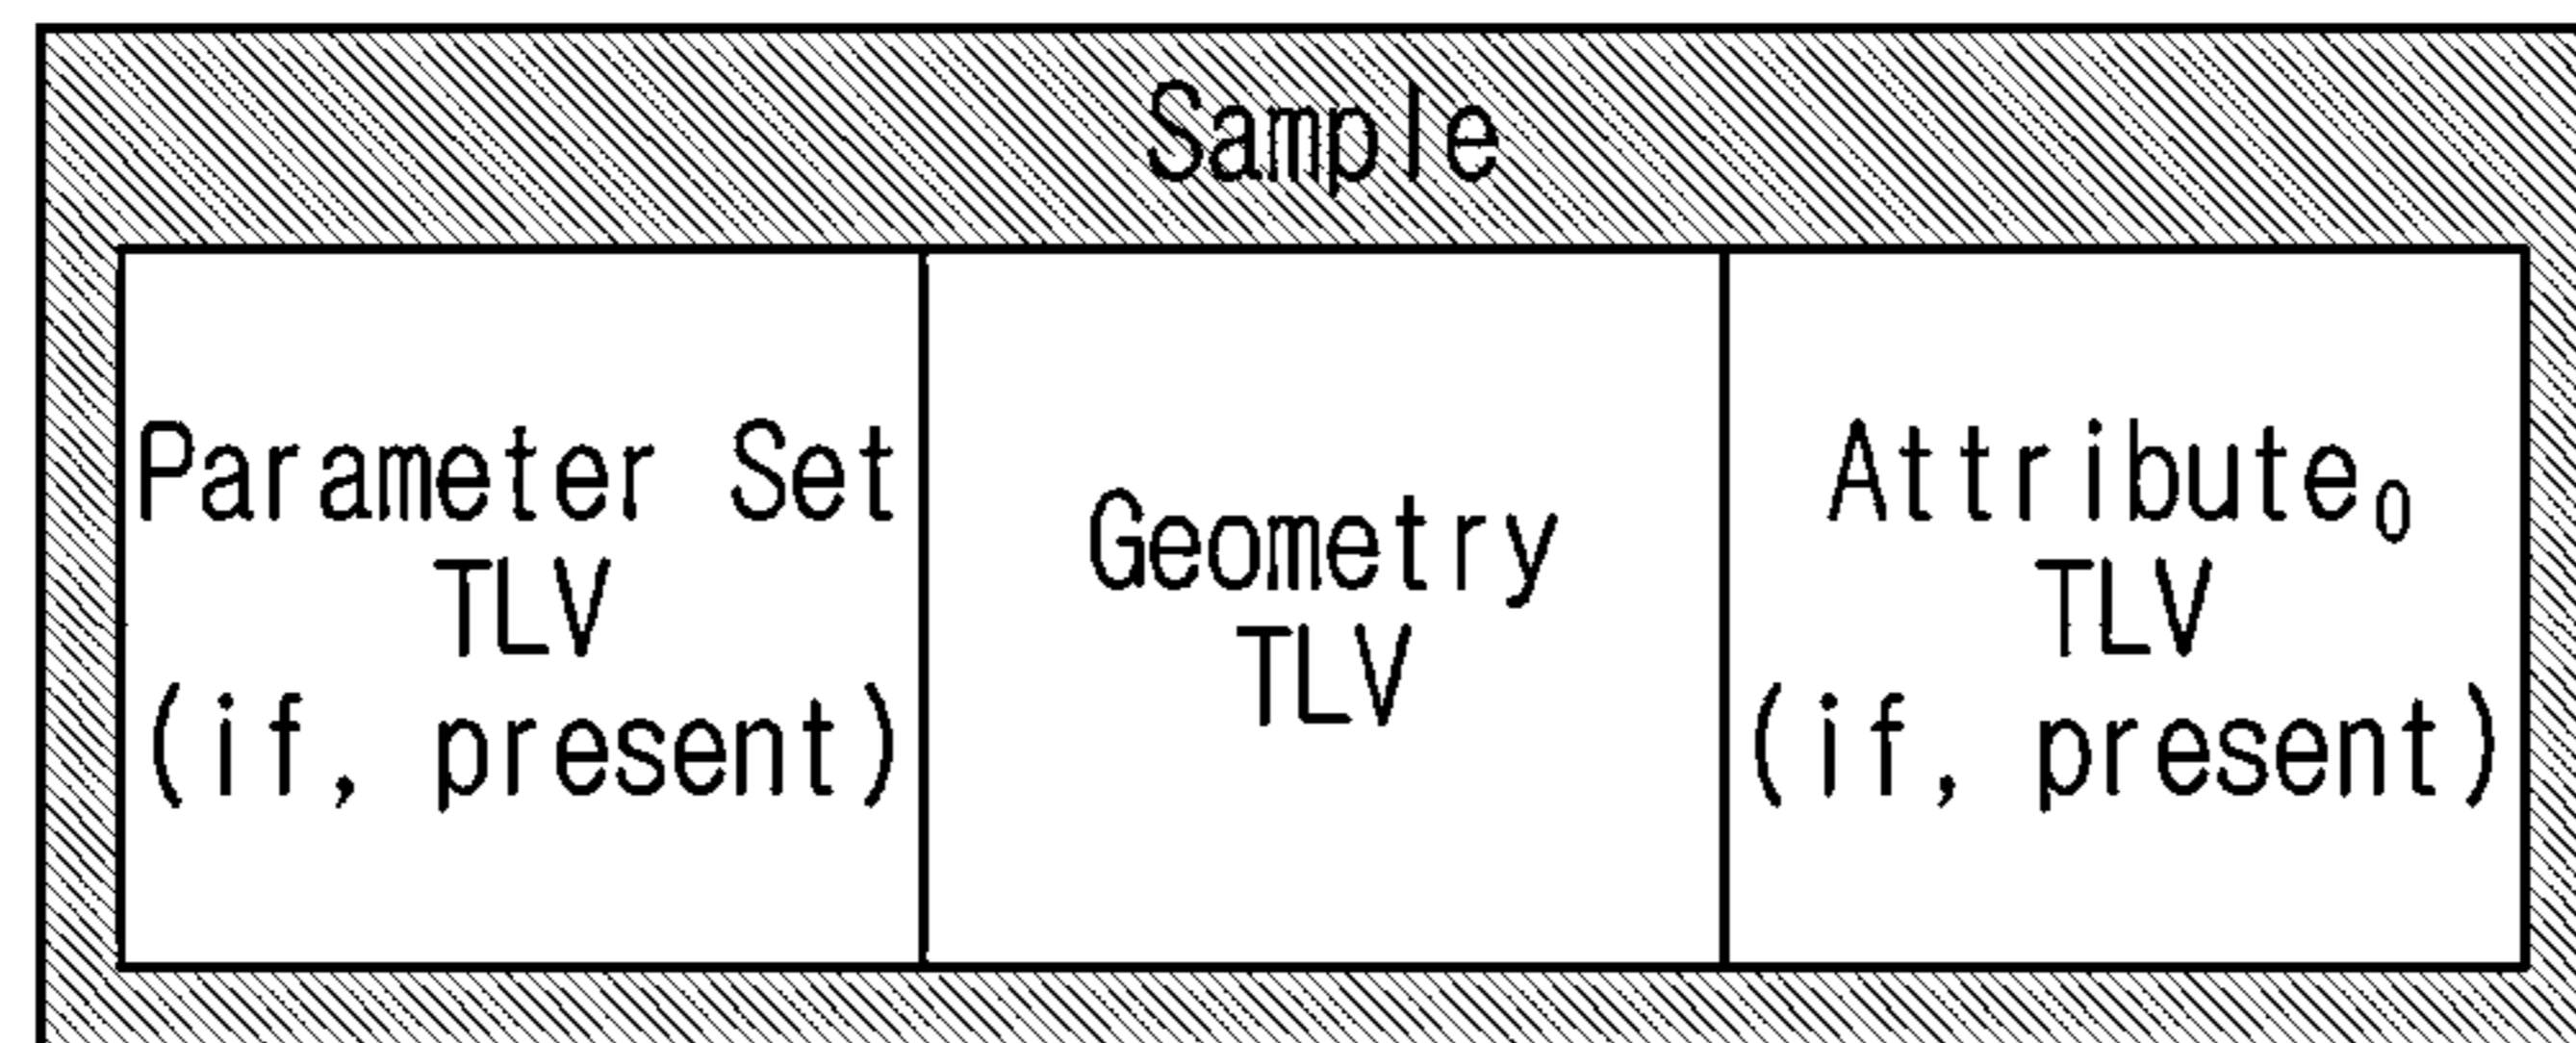 Sample
Parameter Set
TLV
(if, present)
Geometry
TLV
Attribute₀
TLV
(if, present)